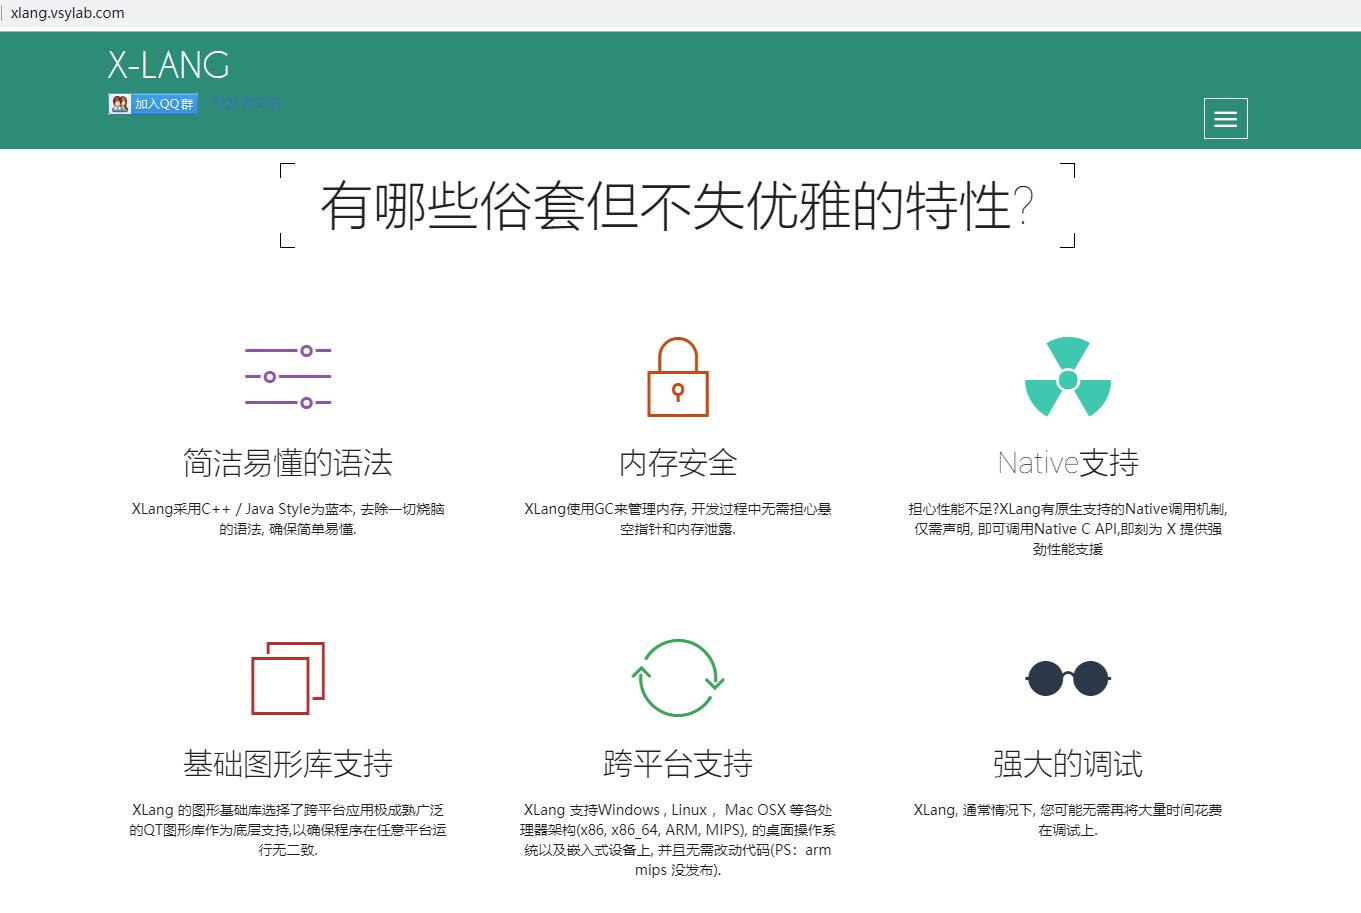 xlang.vsylab.com
X-LANG
加入QQ群
有哪些俗套但不失优雅的特性?
简洁易懂的语法
XLang采用C++ / Java Style为蓝本, 去除一切烧脑
的语法, 确保简单易懂.
内存安全
XLang使用GC来管理内存, 开发过程中无需担心悬
空指针和内存泄露.
Native支持
担心性能不足?XLang有原生支持的Native调用机制,
仅需声明, 即可调用Native C API,即刻为 X 提供强
劲性能支援
基础图形库支持
XLang 的图形基础库选择了跨平台应用极成熟广泛
的QT图形库作为底层支持,以确保程序在任意平台运
行无二致.
跨平台支持
XLang 支持Windows , Linux ，Mac OSX 等各处
理器架构(x86, x86_64, ARM, MIPS), 的桌面操作系
统以及嵌入式设备上, 并且无需改动代码(PS：arm
mips 没发布).
强大的调试
XLang, 通常情况下, 您可能无需再将大量时间花费
在调试上.